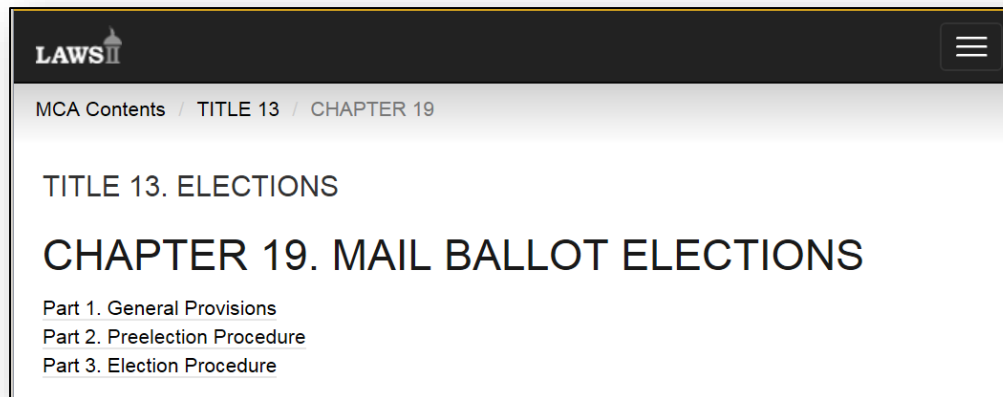 LAWS
MCA Contents / TITLE 13 / CHAPTER 19
TITLE 13. ELECTIONS
CHAPTER 19. MAIL BALLOT ELECTIONS
Part 1. General Provisions
Part 2. Preelection Procedure
Part 3. Election Procedure